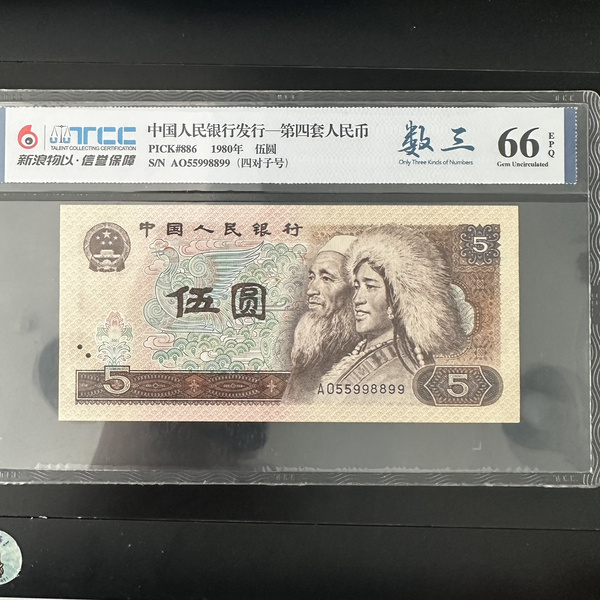 TCC
TALENT COLLECTING CERTIFICATION
新浪物以·信誉保障
中国人民银行发行—第四套人民币
PICK#886 1980年 伍圆
S/N AO55998899 (四对子号)
数三
Only Three Kinds of Numbers
66 EPQ
Gem Uncirculated
中国人民银行
5
伍圆
5
AO55998899
5